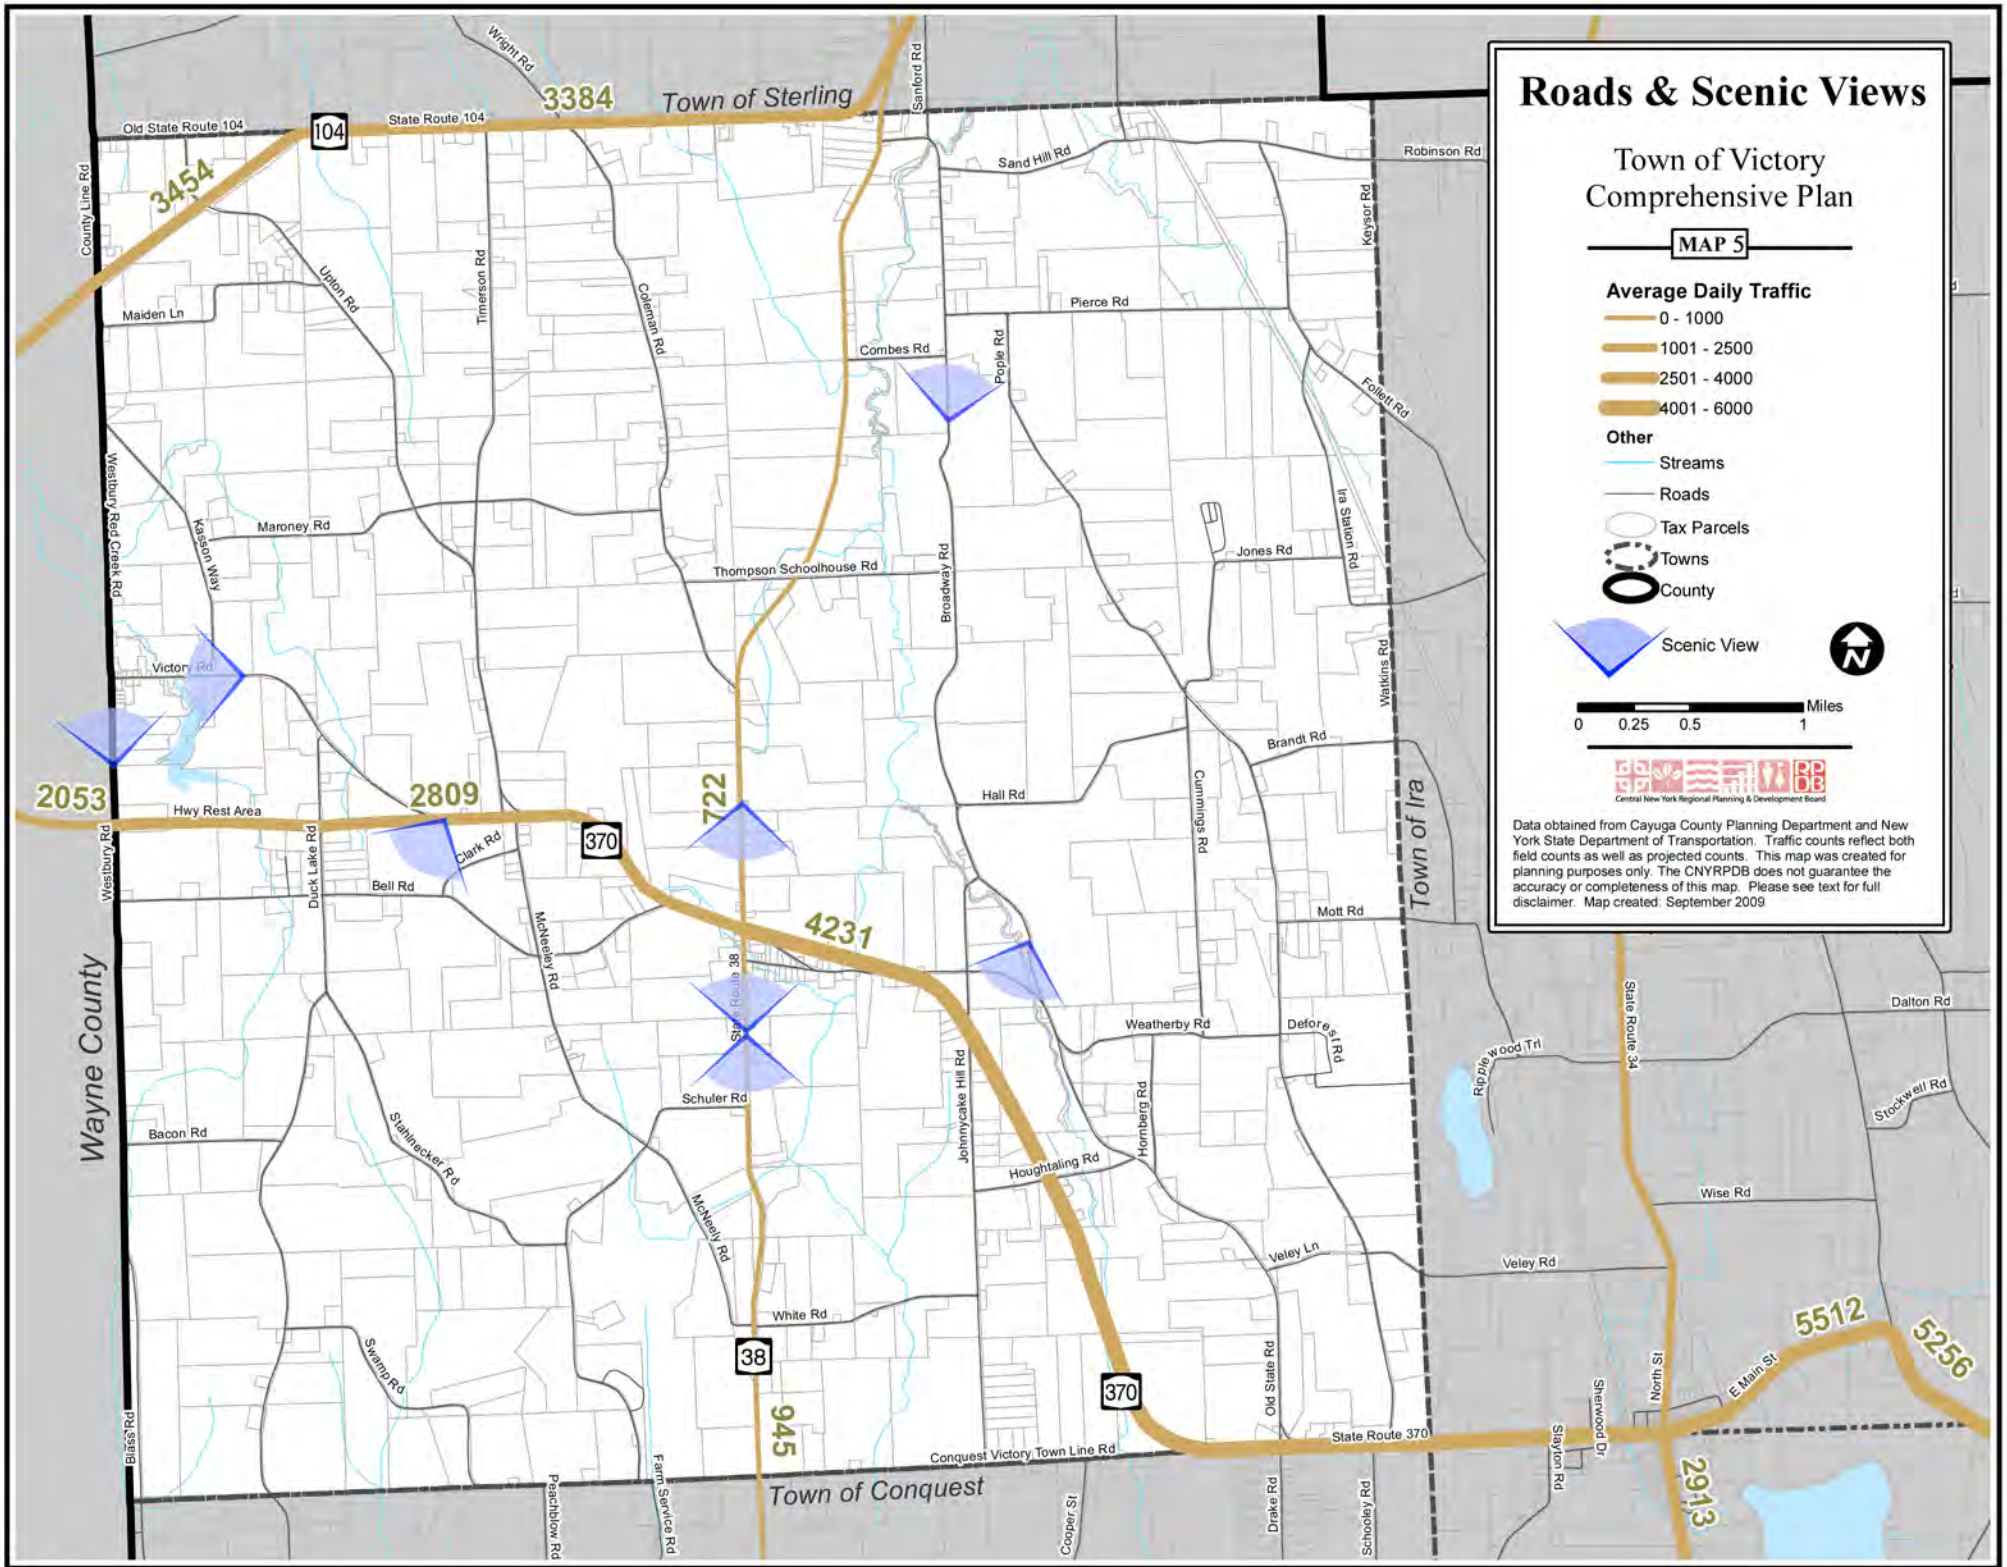 Roads & Scenic Views
Town of Victory
Comprehensive Plan
MAP 5
Average Daily Traffic
0 - 1000
1001 - 2500
2501 - 4000
4001 - 6000
Other
Streams
Roads
Tax Parcels
Towns
County
Scenic View
N
Miles
0 0.25 0.5 1
RP
DB
Central New York Regional Planning & Development Board
Data obtained from Cayuga County Planning Department and New
York State Department of Transportation. Traffic counts reflect both
field counts as well as projected counts. This map was created for
planning purposes only. The CNYRPDB does not guarantee the
accuracy or completeness of this map. Please see text for full
disclaimer. Map created: September 2009
Wright Rd
3384
Town of Sterling
Sanford Rd
Old State Route 104
104
State Route 104
3454
County Line Rd
Sand Hill Rd
Robinson Rd
Keysor Rd
Upton Rd
Timerson Rd
Coleman Rd
Maiden Ln
Pierce Rd
Combes Rd
Pople Rd
Follett Rd
Westbury Red Creek Rd
Kasson Way
Maroney Rd
Ira Station Rd
Jones Rd
Thompson Schoolhouse Rd
Broadway Rd
Victory Rd
Watkins Rd
Brandt Rd
2053
Hwy Rest Area
2809
722
Hall Rd
Cummings Rd
Town of Ira
Westbury Rd
Duck Lake Rd
Clark Rd
370
Bell Rd
McNeeley Rd
4231
Mott Rd
State Route 38
Wayne County
State Route 34
Dalton Rd
Weatherby Rd
Deforest Rd
Ripplewood Trl
Johnnycake Hill Rd
Stockwell Rd
Schuler Rd
Hornberg Rd
Bacon Rd
Stahlnecker Rd
Houghtaling Rd
McNeely Rd
Wise Rd
Veley Ln
Veley Rd
White Rd
5512
5256
Swamp Rd
38
370
Old State Rd
North St
E Main St
Sherwood Dr
Blass Rd
945
State Route 370
Slayton Rd
Conquest Victory Town Line Rd
Town of Conquest
Peachblow Rd
Farm Service Rd
Cooper St
Drake Rd
Schooley Rd
2913